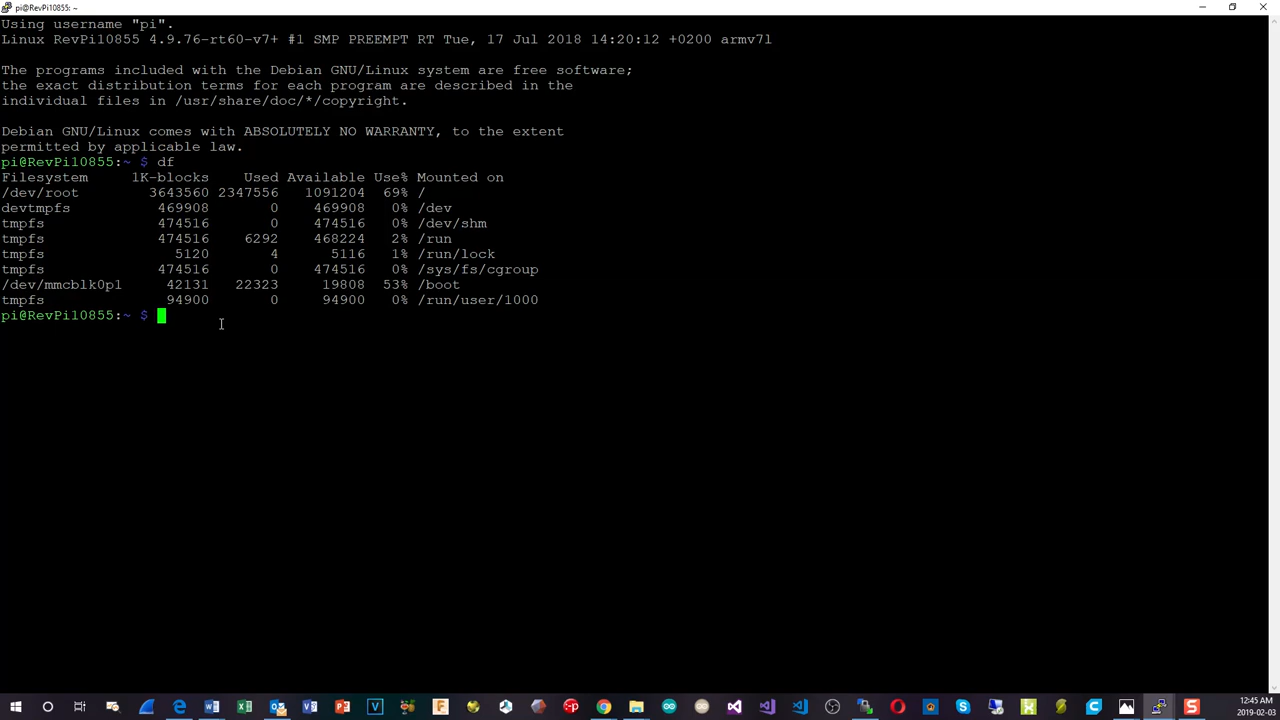 pi@RevPi10855: ~
Using username "pi".
Linux RevPi10855 4.9.76-rt60-v7+ #1 SMP PREEMPT RT Tue, 17 Jul 2018 14:20:12 +0200 armv7l
The programs included with the Debian GNU/Linux system are free software;
the exact distribution terms for each program are described in the
individual files in /usr/share/doc/*/copyright.
Debian GNU/Linux comes with ABSOLUTELY NO WARRANTY, to the extent
permitted by applicable law.
pi@RevPi10855:~ $ df
Filesystem     1K-blocks    Used Available Use% Mounted on
/dev/root        3643560 2347556   1091204  69% /
devtmpfs          469908       0    469908   0% /dev
tmpfs             474516       0    474516   0% /dev/shm
tmpfs             474516    6292    468224   2% /run
tmpfs               5120       4      5116   1% /run/lock
tmpfs             474516       0    474516   0% /sys/fs/cgroup
/dev/mmcblk0p1     42131   22323     19808  53% /boot
tmpfs              94900       0     94900   0% /run/user/1000
pi@RevPi10855:~ $
12:45 AM
2019-02-03